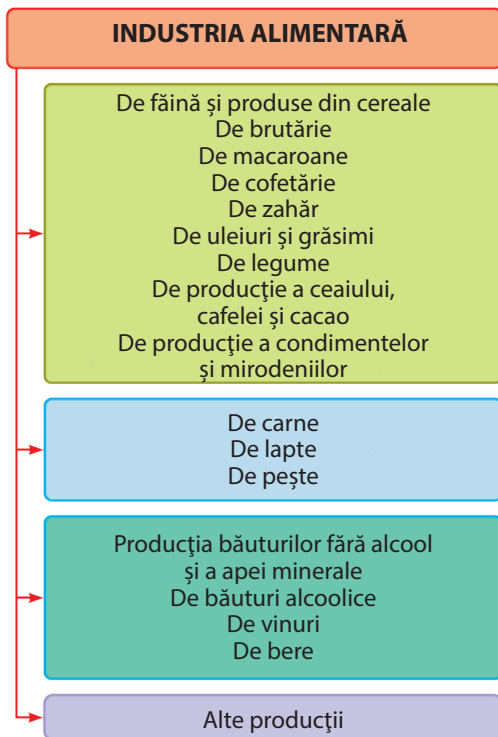 INDUSTRIA ALIMENTARĂ
De făină și produse din cereale
De brutărie
De macaroane
De cofetărie
De zahăr
De uleiuri și grăsimi
De legume
De producţie a ceaiului,
cafelei și cacao
De producţie a condimentelor
și mirodeniilor
De carne
De lapte
De pește
Producţia băuturilor fără alcool
și a apei minerale
De băuturi alcoolice
De vinuri
De bere
Alte producţii